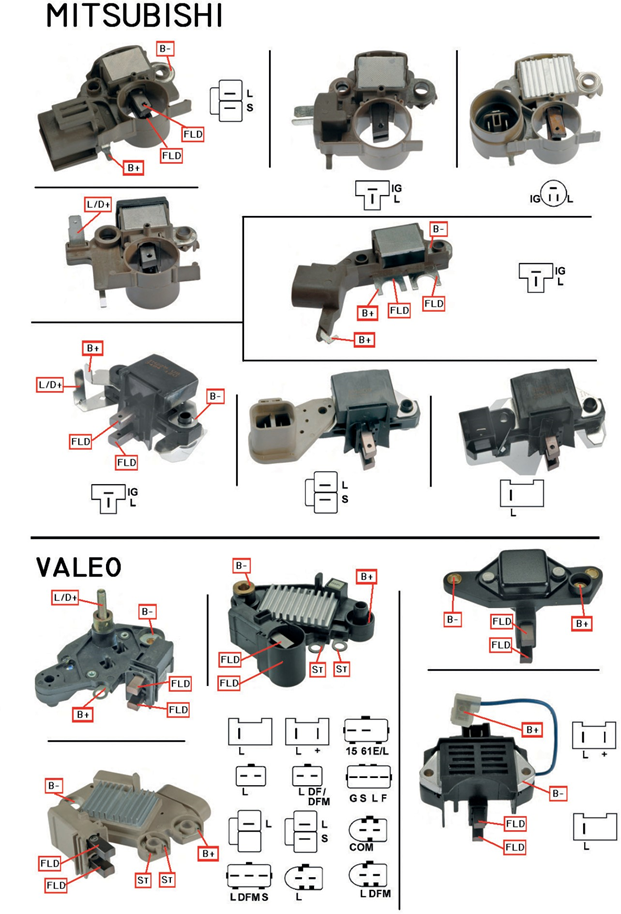 MITSUBISHI
B-
L
S
FLD
FLD
B+
IG
L
IG L
L/D+
B-
B+
FLD
FLD
B+
IG
L
B+
L/D+
B-
FLD
FLD
IG
L
L
S
L
VALEO
L/D+
B-
FLD
FLD
B+
B-
B+
FLD
FLD
ST
ST
B-
FLD
FLD
B+
B+
B-
FLD
FLD
L +
L
B-
FLD
FLD
ST
ST
B+
L
L +
15 61E/L
L
L DF/
DFM
G S L F
L
L
S
COM
L DFM S
L
L DFM